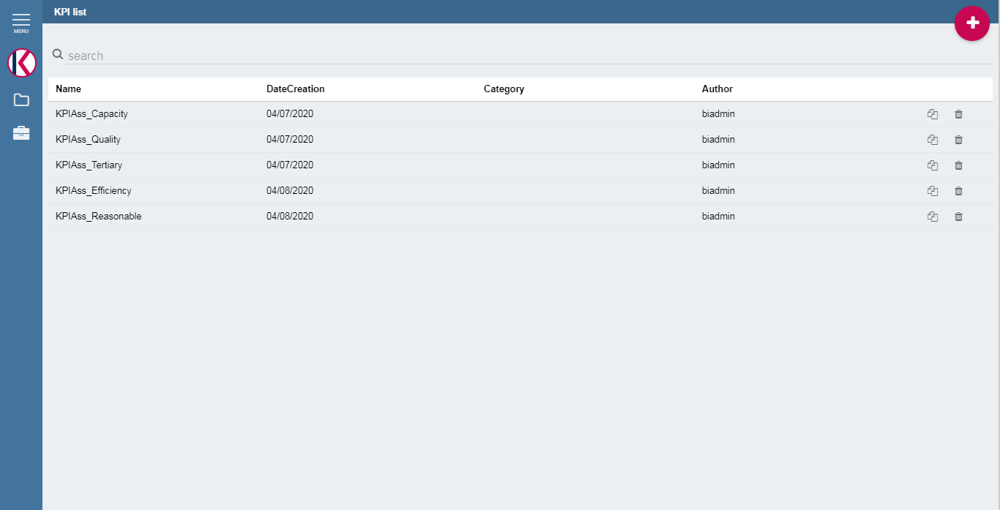 KPI list
MENU
search
Name DateCreation Category Author
KPIAss_Capacity 04/07/2020 biadmin
KPIAss_Quality 04/07/2020 biadmin
KPIAss_Tertiary 04/07/2020 biadmin
KPIAss_Efficiency 04/08/2020 biadmin
KPIAss_Reasonable 04/08/2020 biadmin